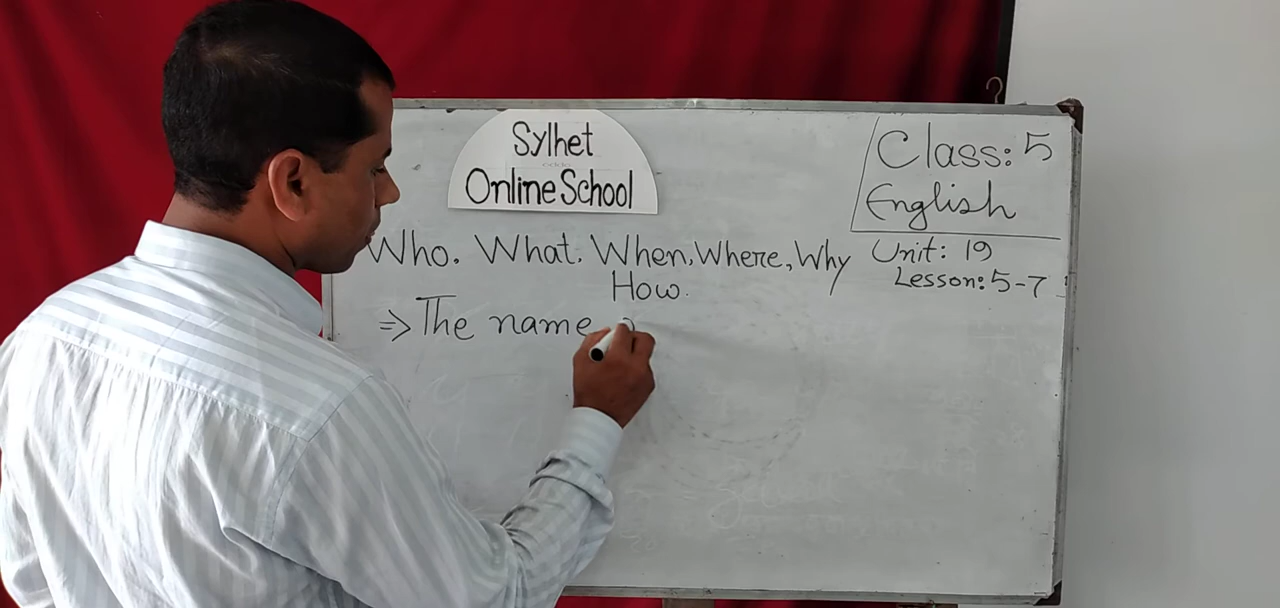 Sylhet
Online School
Class: 5
English
Unit: 19
Lesson: 5-7
Who. What. When, Where, Why
How.
⇒ The name